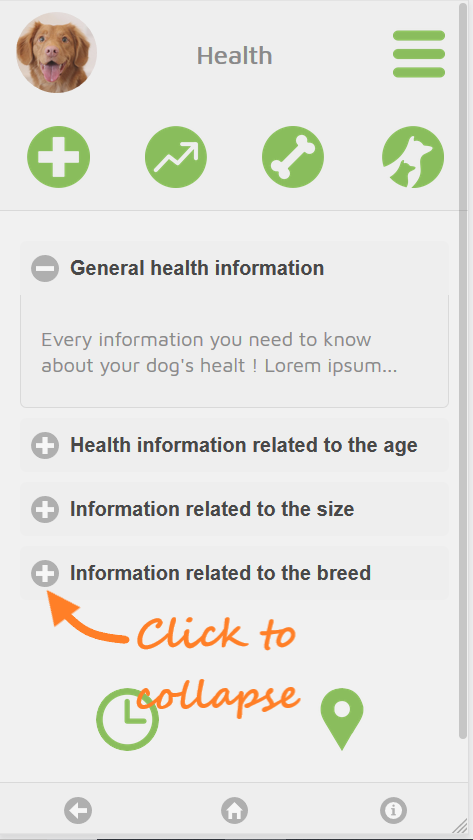 Health
General health information
Every information you need to know
about your dog's healt ! Lorem ipsum...
Health information related to the age
Information related to the size
Information related to the breed
Click to
collapse